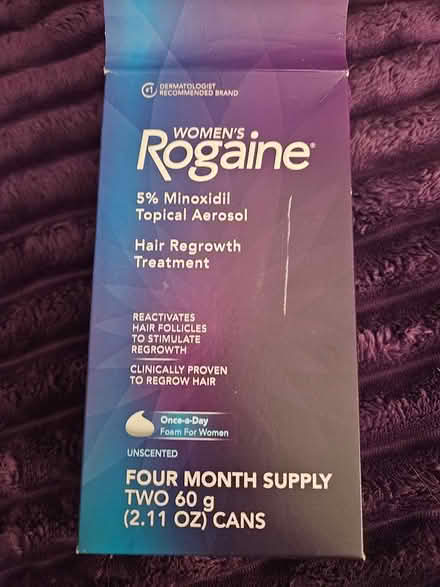 #1 DERMATOLOGIST
RECOMMENDED BRAND
WOMEN'S
Rogaine®
5% Minoxidil
Topical Aerosol
Hair Regrowth
Treatment
REACTIVATES
HAIR FOLLICLES
TO STIMULATE
REGROWTH
CLINICALLY PROVEN
TO REGROW HAIR
Once-a-Day
Foam For Women
UNSCENTED
FOUR MONTH SUPPLY
TWO 60 g
(2.11 OZ) CANS